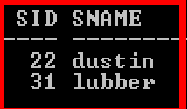 SID SNAME
---- ----------
22 dustin
31 lubber